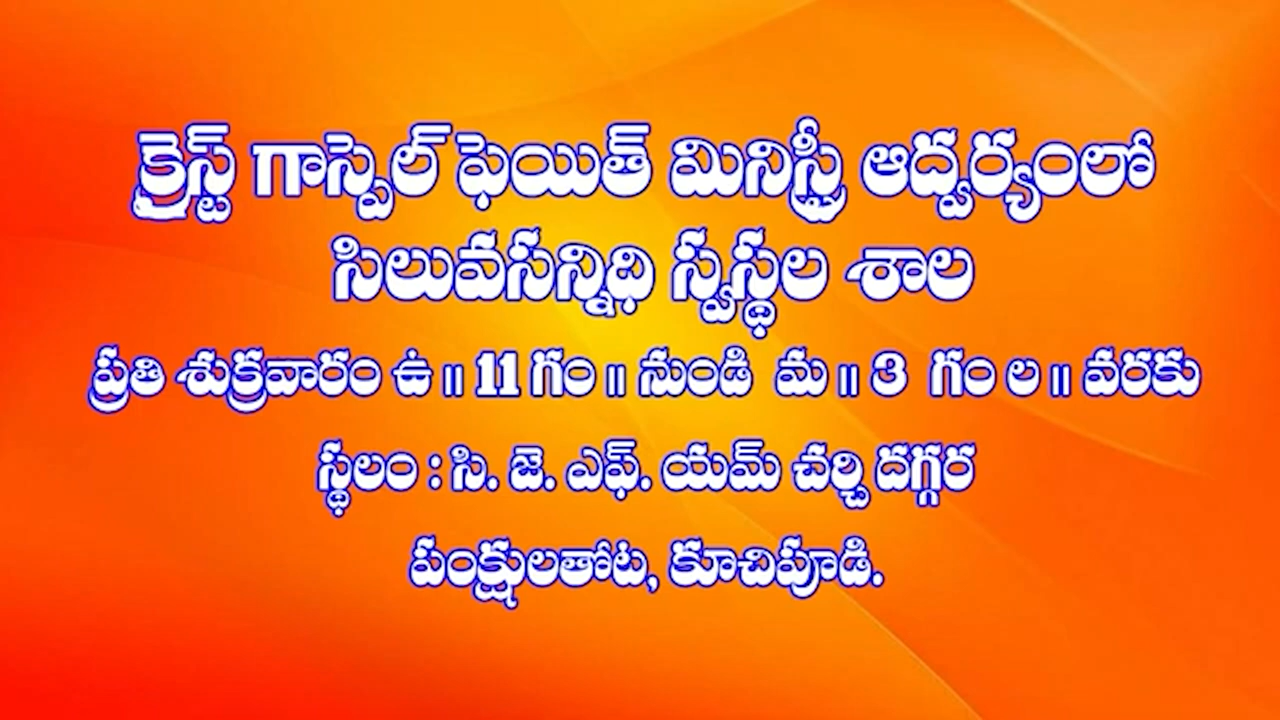 క్రైస్ట్ గాస్పెల్ ఫెయిత్ మినిస్ట్రీ ఆద్వర్యంలో
సిలువసన్నిధి స్వస్థల శాల
ప్రతి శుక్రవారం ఉ॥ 11 గం॥ నుండి మ॥ 3 గం ల॥ వరకు
స్థలం : సి. జె. ఎఫ్. యమ్ చర్చి దగ్గర
పంక్షులతోట, కూచిపూడి.